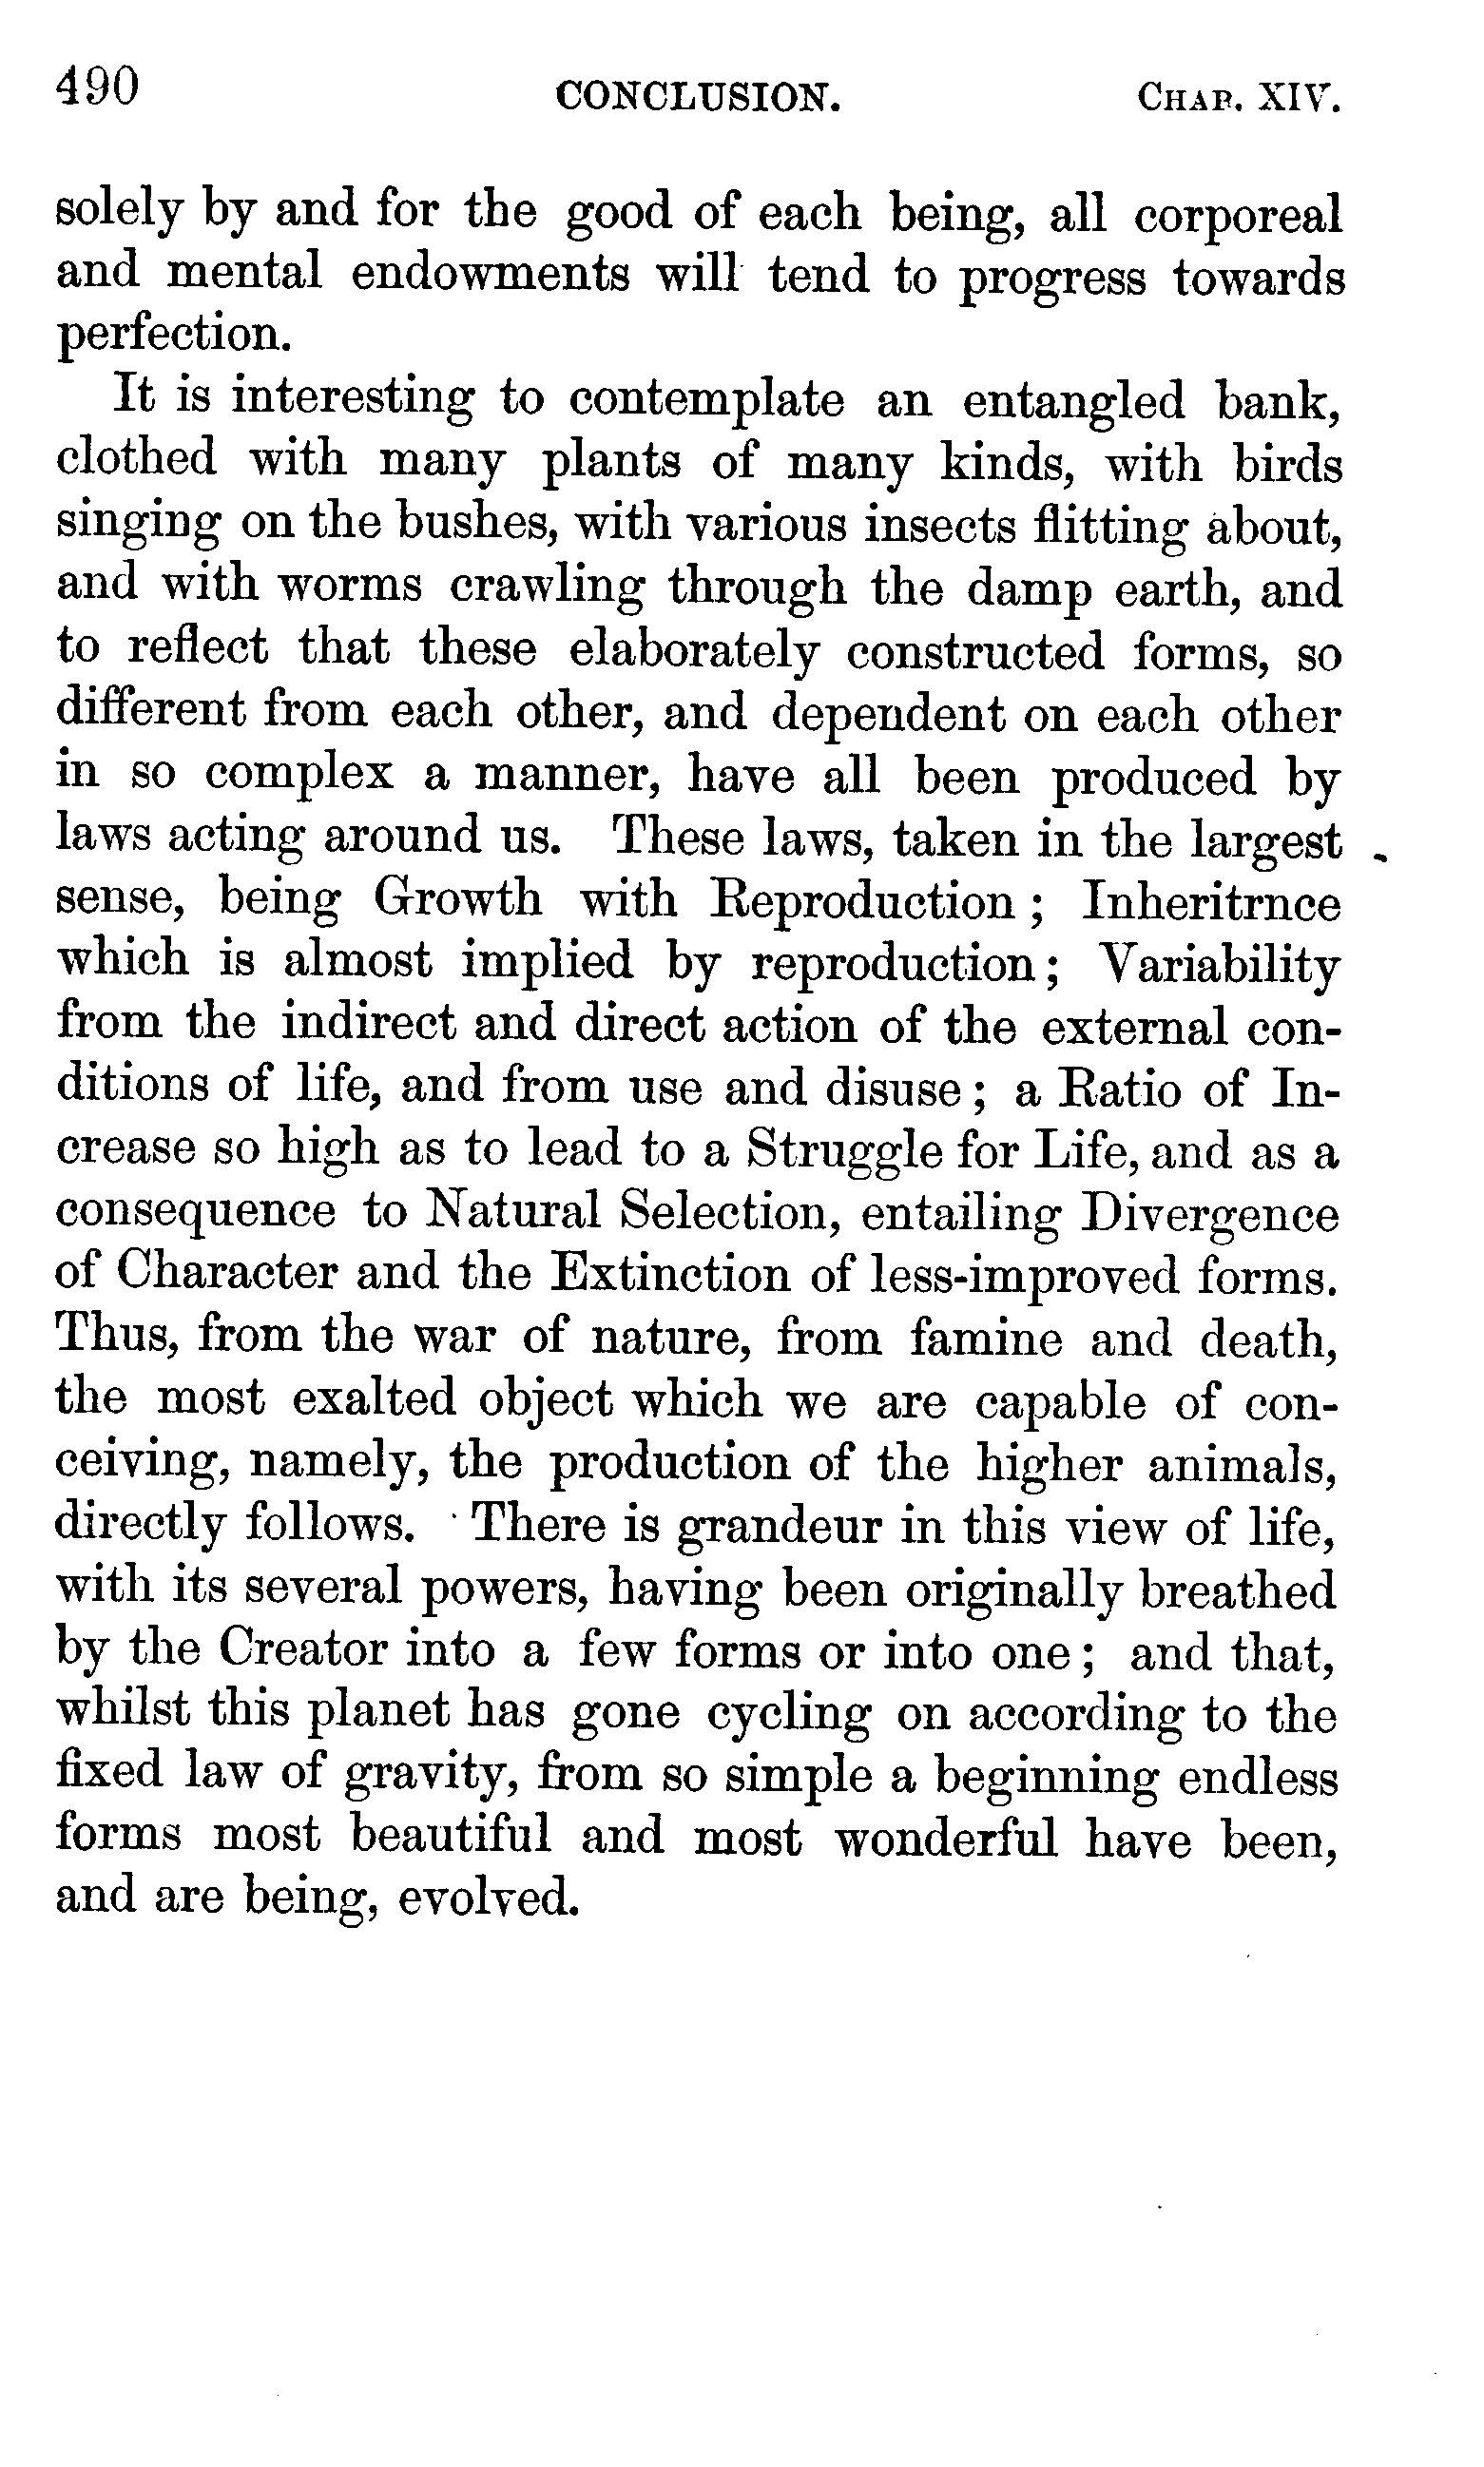 490 CONCLUSION. CHAP. XIV.
solely by and for the good of each being, all corporeal
and mental endowments will tend to progress towards
perfection.
It is interesting to contemplate an entangled bank,
clothed with many plants of many kinds, with birds
singing on the bushes, with various insects flitting about,
and with worms crawling through the damp earth, and
to reflect that these elaborately constructed forms, so
different from each other, and dependent on each other
in so complex a manner, have all been produced by
laws acting around us. These laws, taken in the largest
sense, being Growth with Reproduction; Inheritrnce
which is almost implied by reproduction; Variability
from the indirect and direct action of the external con-
ditions of life, and from use and disuse; a Ratio of In-
crease so high as to lead to a Struggle for Life, and as a
consequence to Natural Selection, entailing Divergence
of Character and the Extinction of less-improved forms.
Thus, from the war of nature, from famine and death,
the most exalted object which we are capable of con-
ceiving, namely, the production of the higher animals,
directly follows. There is grandeur in this view of life,
with its several powers, having been originally breathed
by the Creator into a few forms or into one; and that,
whilst this planet has gone cycling on according to the
fixed law of gravity, from so simple a beginning endless
forms most beautiful and most wonderful have been,
and are being, evolved.